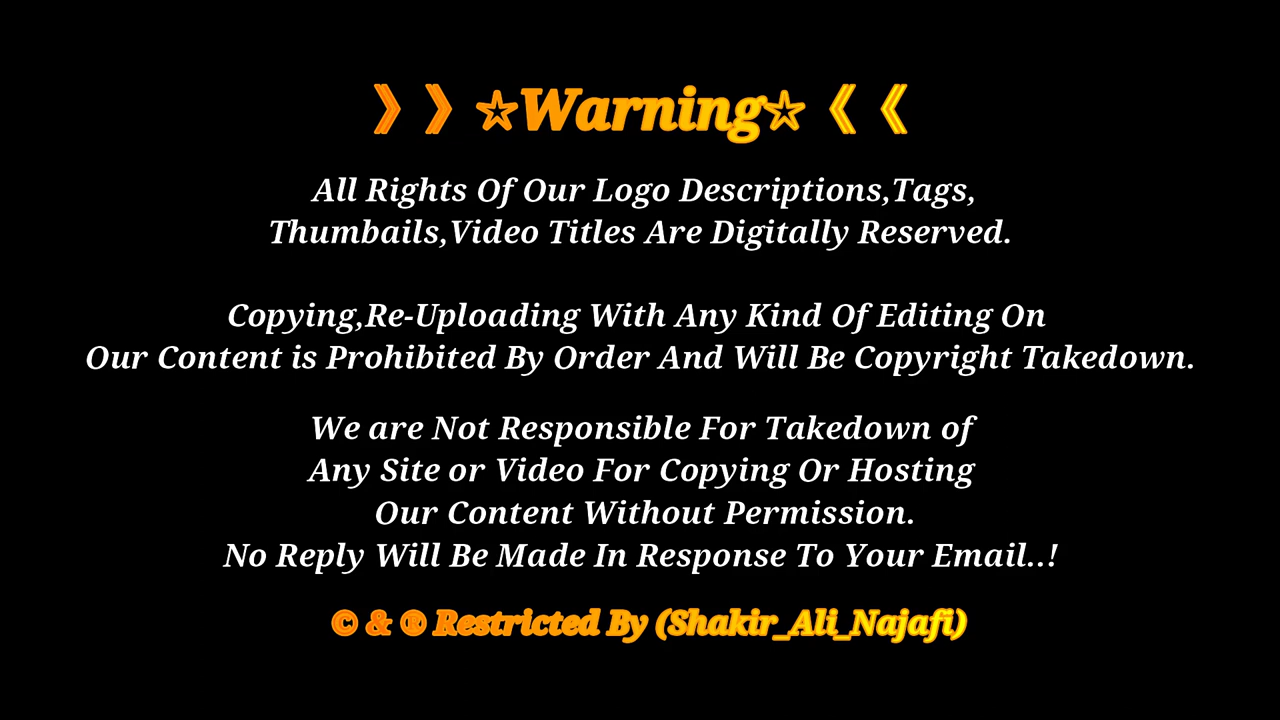 》》☆Warning☆《《
All Rights Of Our Logo Descriptions,Tags,
Thumbails,Video Titles Are Digitally Reserved.
Copying,Re-Uploading With Any Kind Of Editing On
Our Content is Prohibited By Order And Will Be Copyright Takedown.
We are Not Responsible For Takedown of
Any Site or Video For Copying Or Hosting
Our Content Without Permission.
No Reply Will Be Made In Response To Your Email..!
© & ® Restricted By (Shakir_Ali_Najafi)